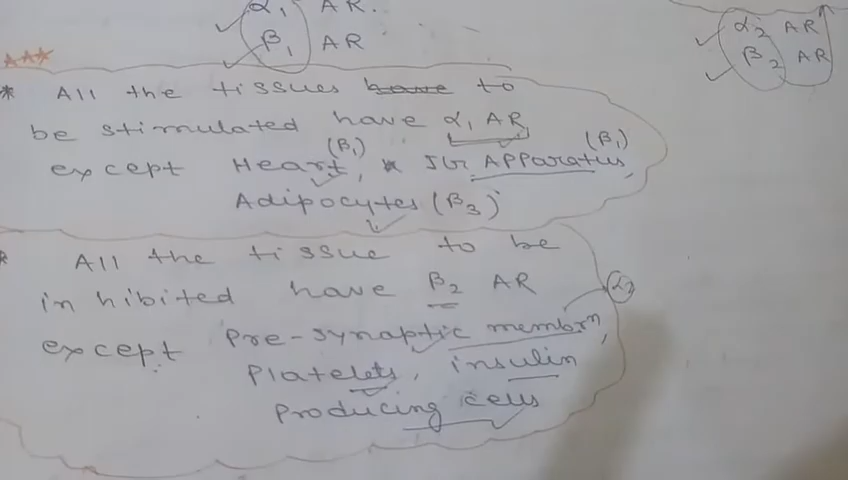 α1 AR.
β1 AR
α2 AR
β2 AR
* All the tissues have to
be stimulated have α1 AR
except Heart (β1), JG Apparatus (β1),
Adipocytes (β3)
* All the tissue to be
inhibited have β2 AR
except Pre-synaptic membrn, α2
Platelets, insulin
producing cells